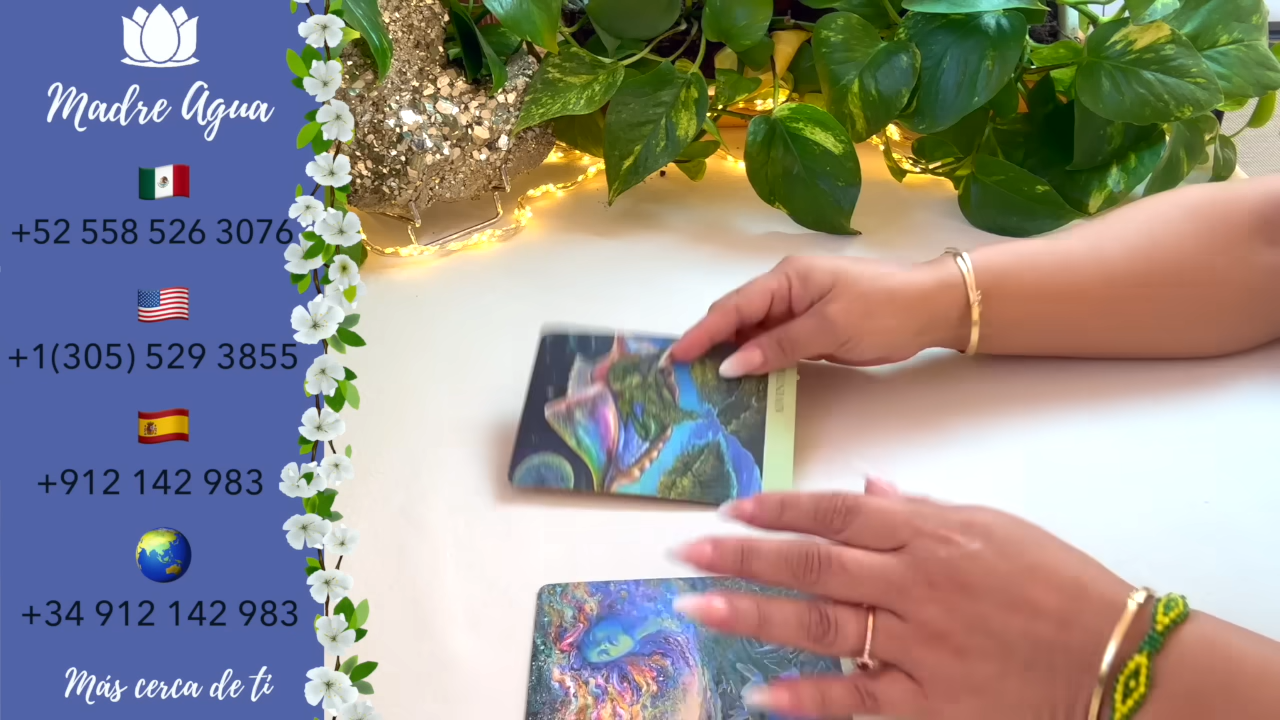 Madre Agua
+52 558 526 3076
+1(305) 529 3855
+912 142 983
+34 912 142 983
Más cerca de ti